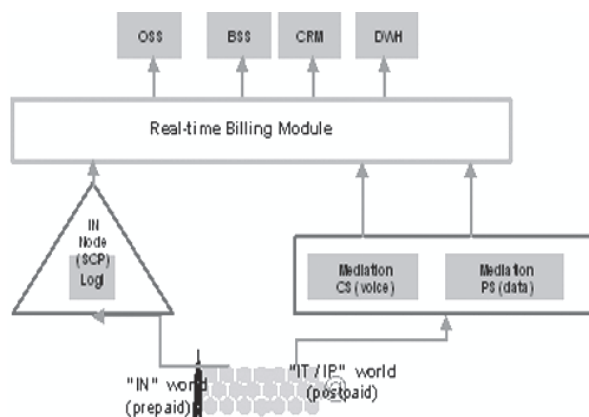 OSS BSS CRM DWH
Real-time Billing Module
IN
Node
(SCP)
Logi
Mediation
CS (voice)
Mediation
PS (data)
"IN" world
(prepaid)
"IT / IP" world
(postpaid)
@